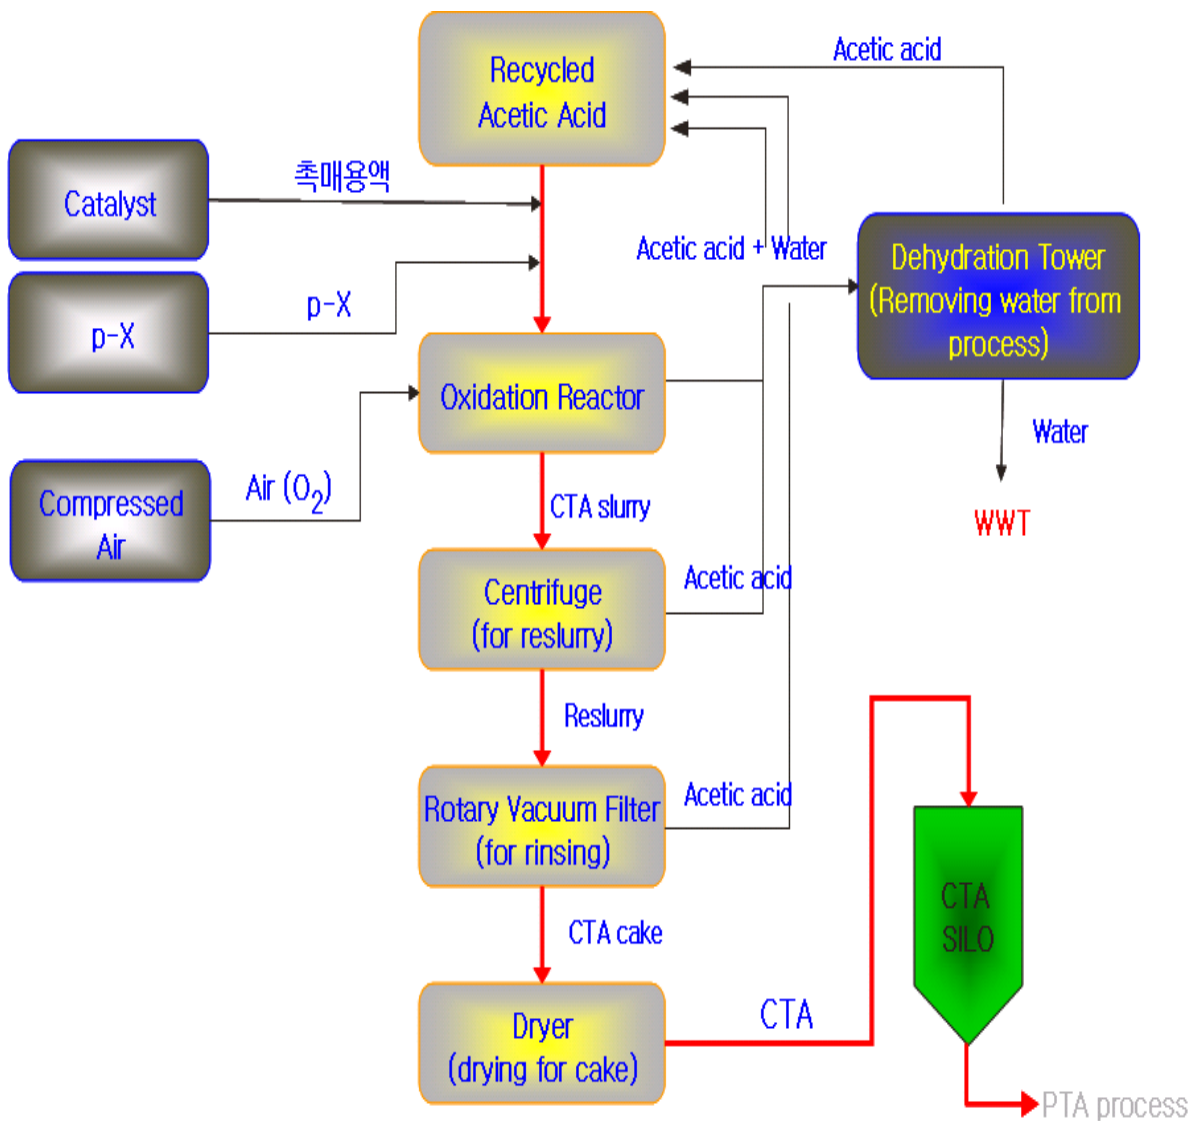 Recycled
Acetic Acid
Acetic acid
촉매용액
Catalyst
Acetic acid + Water
Dehydration Tower
(Removing water from
process)
p-X
p-X
Oxidation Reactor
Water
Air (O2)
Compressed
Air
CTA slurry
WWT
Acetic acid
Centrifuge
(for reslurry)
Reslurry
Acetic acid
Rotary Vacuum Filter
(for rinsing)
CTA
SILO
CTA cake
CTA
Dryer
(drying for cake)
PTA process